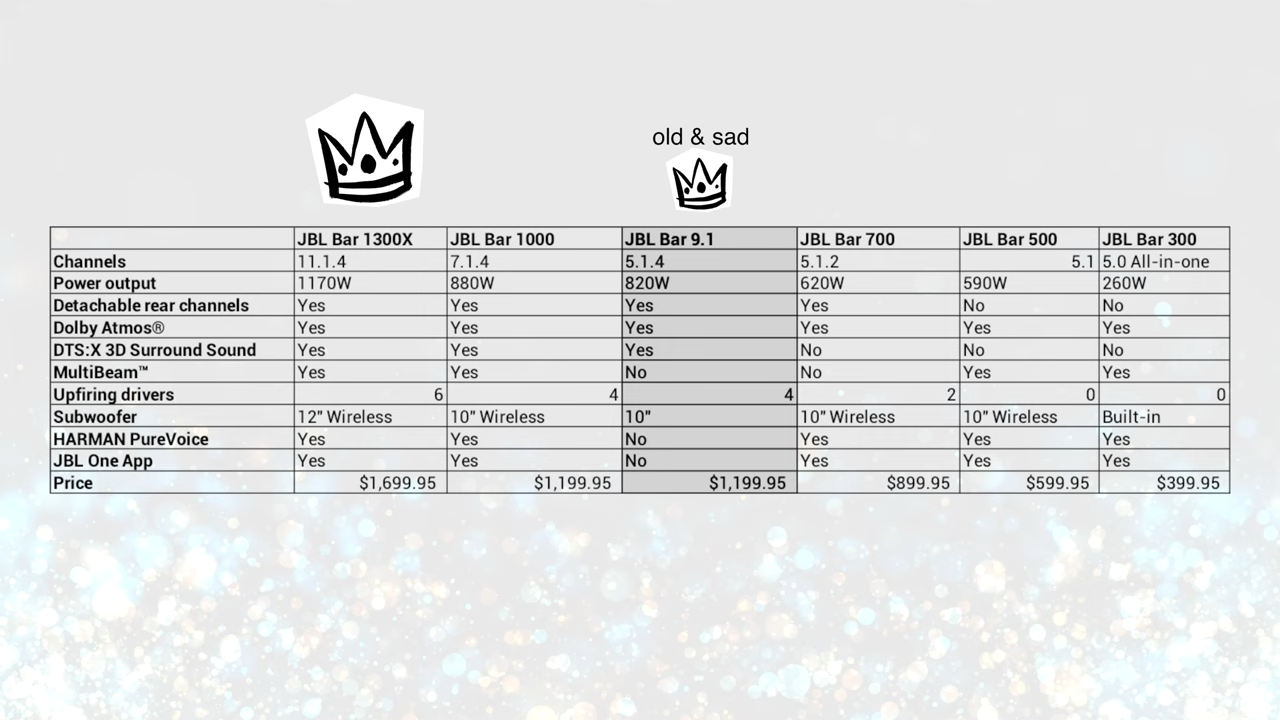 old & sad
JBL Bar 1300X JBL Bar 1000 JBL Bar 9.1 JBL Bar 700 JBL Bar 500 JBL Bar 300
Channels 11.1.4 7.1.4 5.1.4 5.1.2 5.1 5.0 All-in-one
Power output 1170W 880W 820W 620W 590W 260W
Detachable rear channels Yes Yes Yes Yes No No
Dolby Atmos® Yes Yes Yes Yes Yes Yes
DTS:X 3D Surround Sound Yes Yes Yes No No No
MultiBeam™ Yes Yes No No Yes Yes
Upfiring drivers 6 4 4 2 0 0
Subwoofer 12" Wireless 10" Wireless 10" 10" Wireless 10" Wireless Built-in
HARMAN PureVoice Yes Yes No Yes Yes Yes
JBL One App Yes Yes No Yes Yes Yes
Price $1,699.95 $1,199.95 $1,199.95 $899.95 $599.95 $399.95